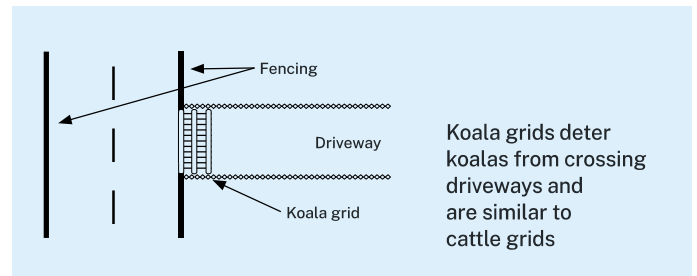 Fencing
Driveway
Koala grid
Koala grids deter
koalas from crossing
driveways and
are similar to
cattle grids